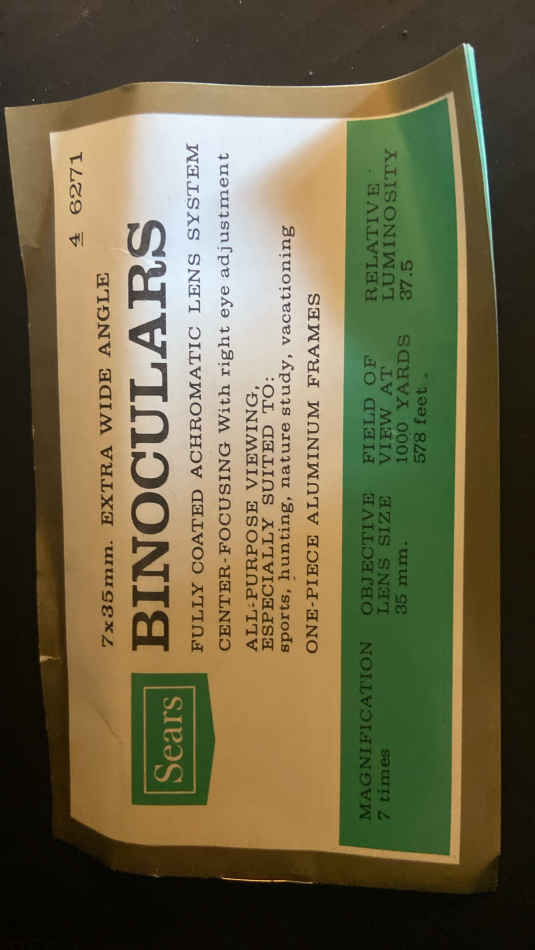 4 6271
7x35mm. EXTRA WIDE ANGLE
BINOCULARS
Sears
FULLY COATED ACHROMATIC LENS SYSTEM
CENTER-FOCUSING With right eye adjustment
ALL-PURPOSE VIEWING,
ESPECIALLY SUITED TO:
sports, hunting, nature study, vacationing
ONE-PIECE ALUMINUM FRAMES
MAGNIFICATION
7 times
OBJECTIVE
LENS SIZE
35 mm.
FIELD OF
VIEW AT
1000 YARDS
578 feet.
RELATIVE
LUMINOSITY
37.5